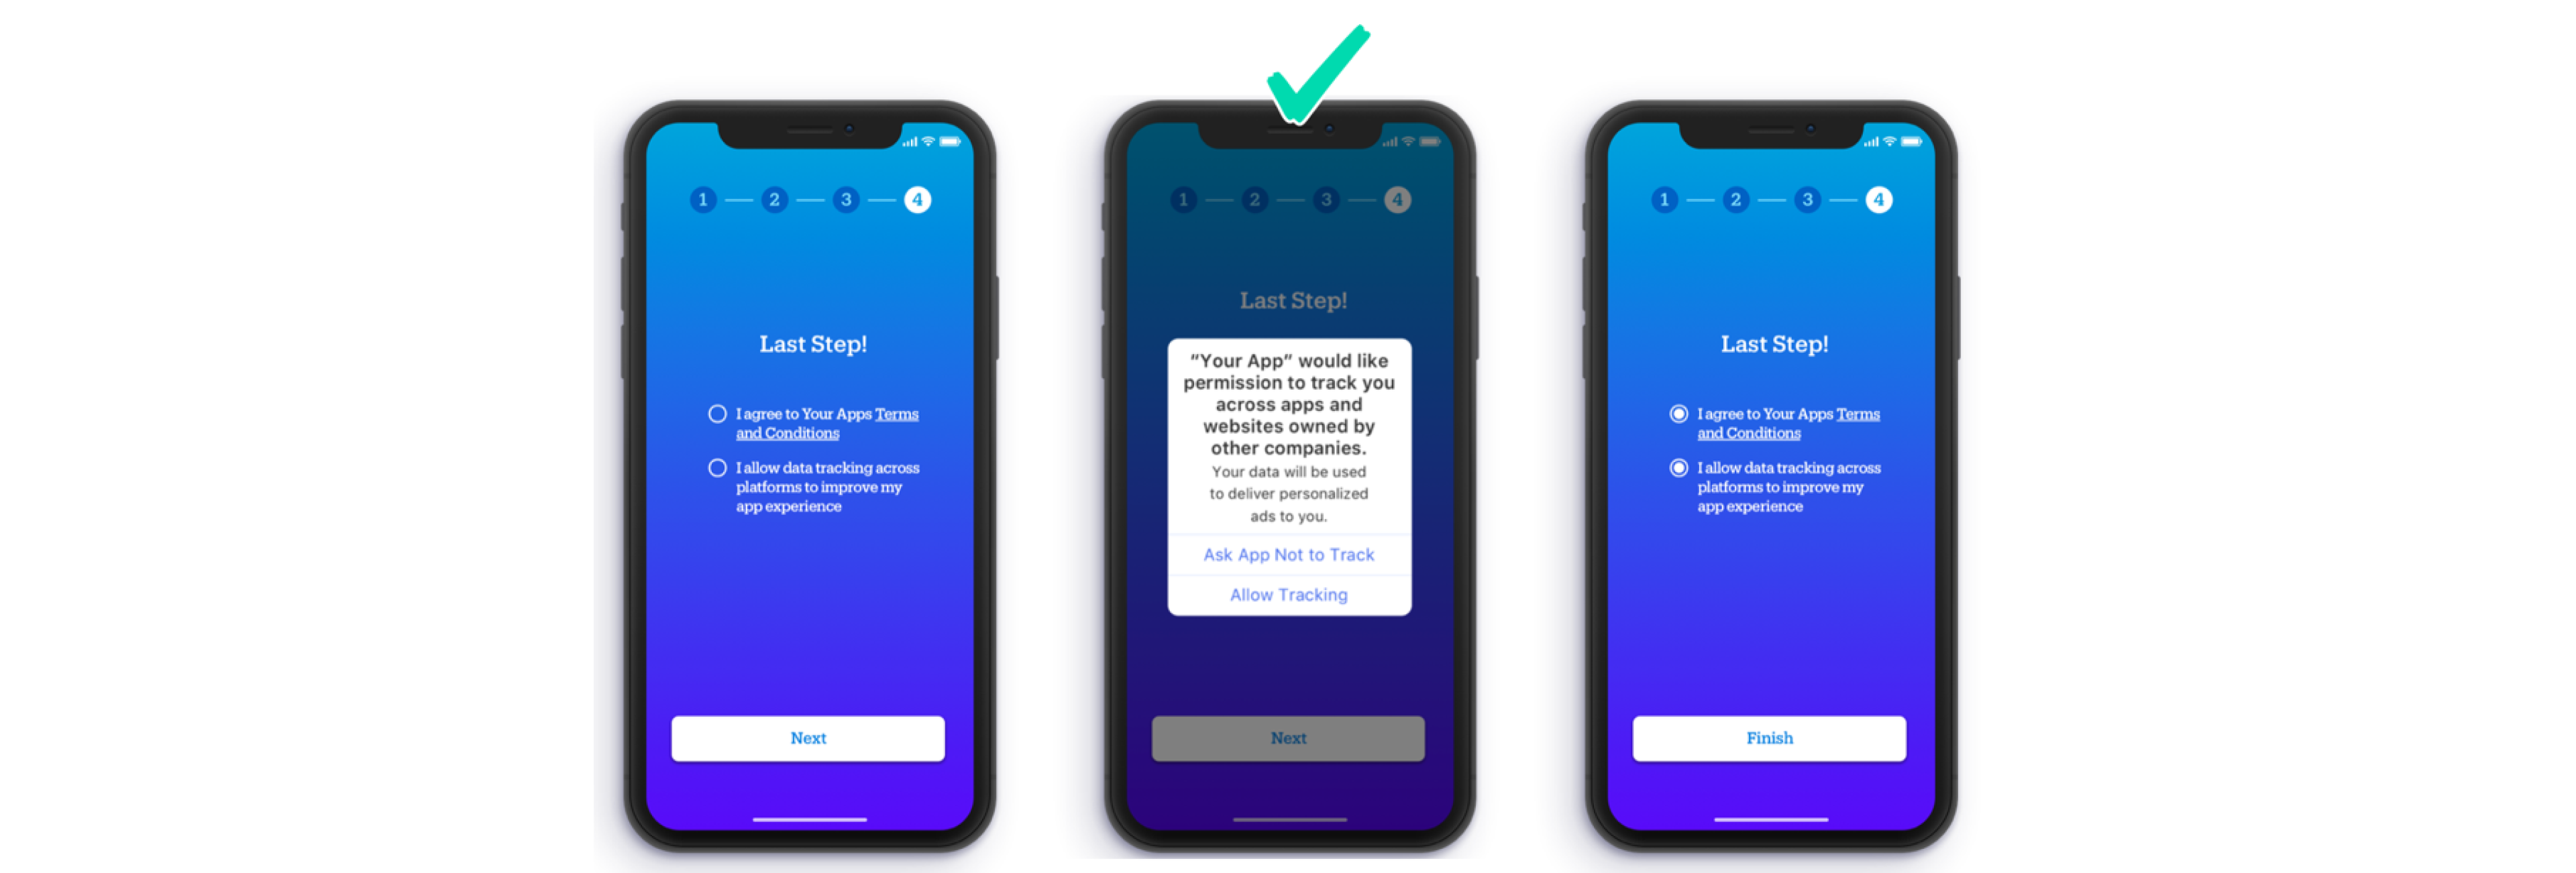 1 2 3 4
Last Step!
I agree to Your Apps Terms
and Conditions
I allow data tracking across
platforms to improve my
app experience
Next
1 2 3 4
Last Step!
“Your App” would like
permission to track you
across apps and
websites owned by
other companies.
Your data will be used
to deliver personalized
ads to you.
Ask App Not to Track
Allow Tracking
Next
1 2 3 4
Last Step!
I agree to Your Apps Terms
and Conditions
I allow data tracking across
platforms to improve my
app experience
Finish